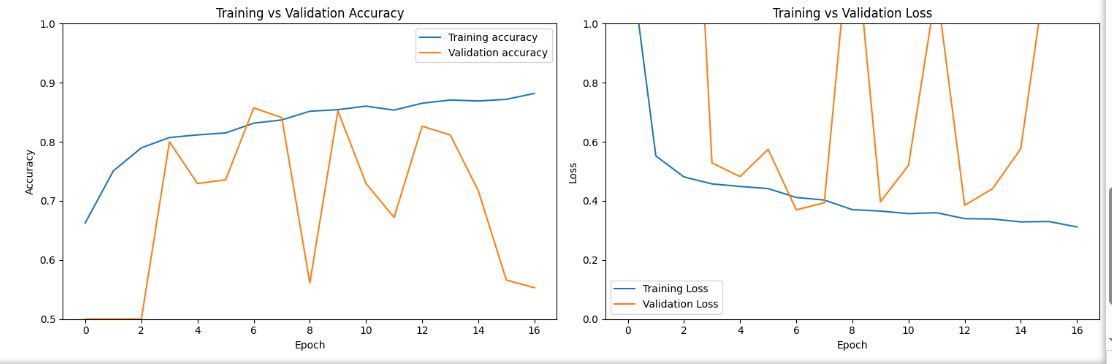 Training vs Validation Accuracy
1.0
0.9
0.8
0.7
0.6
0.5
Accuracy
Training accuracy
Validation accuracy
0 2 4 6 8 10 12 14 16
Epoch
Training vs Validation Loss
1.0
0.8
0.6
0.4
0.2
0.0
Loss
Training Loss
Validation Loss
0 2 4 6 8 10 12 14 16
Epoch